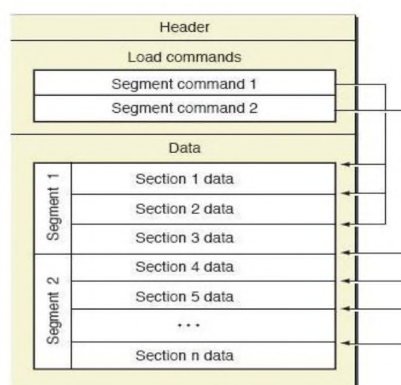 Header
Load commands
Segment command 1
Segment command 2
Data
Segment 1
Section 1 data
Section 2 data
Section 3 data
Segment 2
Section 4 data
Section 5 data
...
Section n data